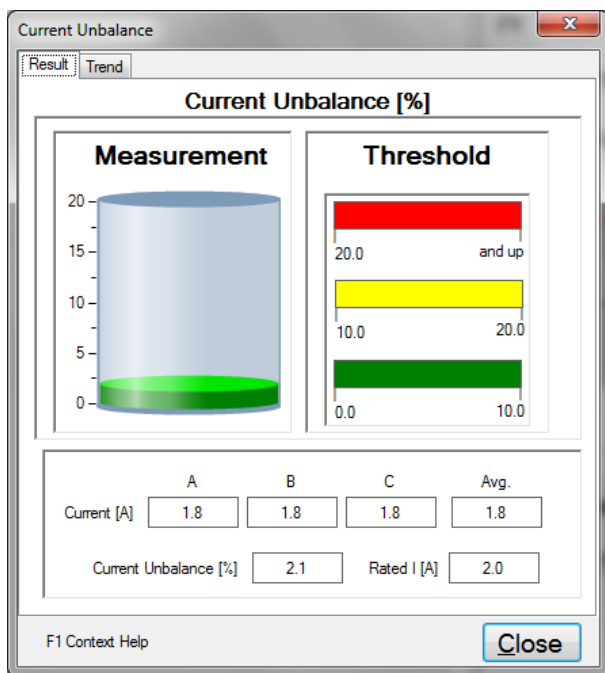 Current Unbalance
Result Trend
Current Unbalance [%]
Measurement
20
15
10
5
0
Threshold
20.0 and up
10.0 20.0
0.0 10.0
A B C Avg.
Current [A] 1.8 1.8 1.8 1.8
Current Unbalance [%] 2.1 Rated I [A] 2.0
F1 Context Help Close